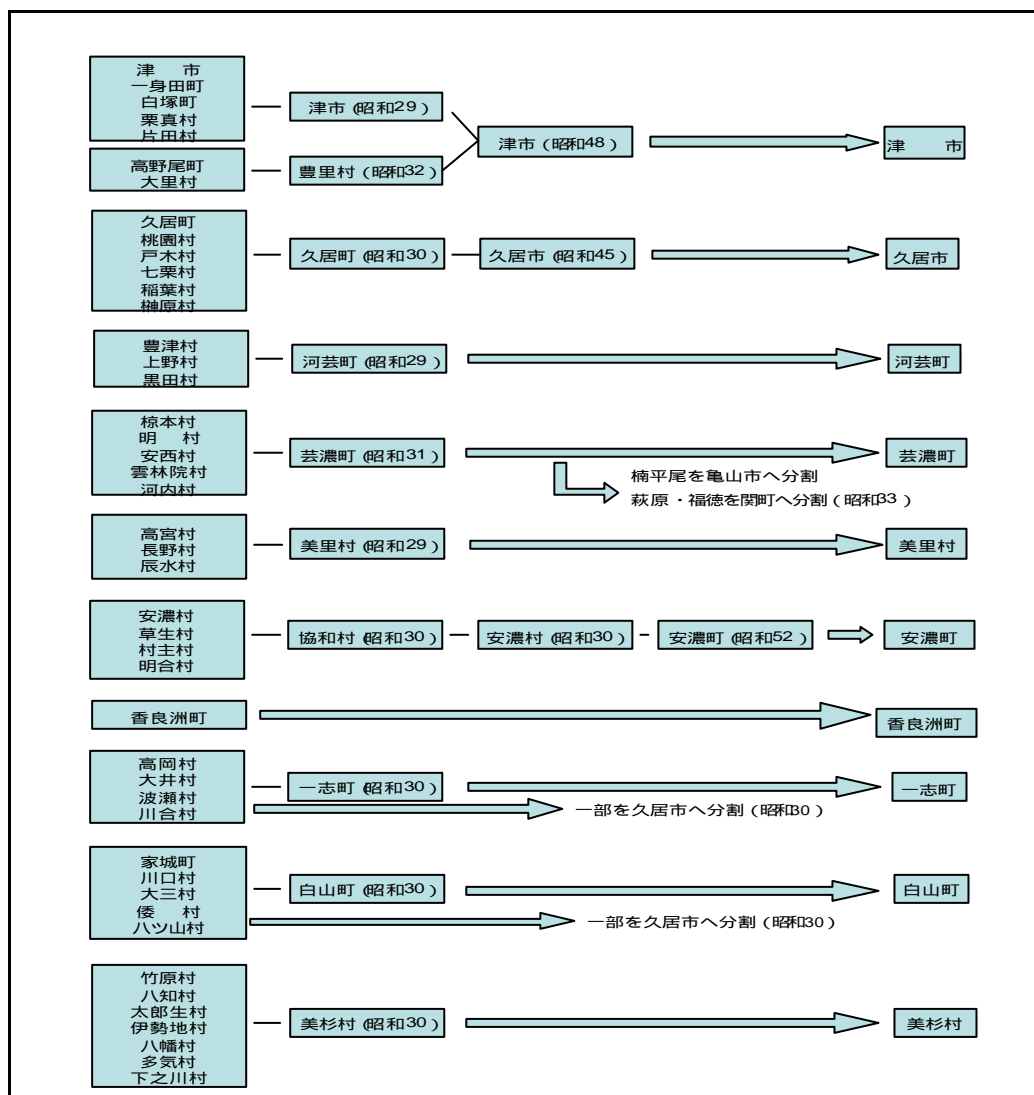 津　　市
一身田町
白塚町
栗真村
片田村
津市（昭和29）
高野尾町
大里村
豊里村（昭和32）
津市（昭和48）
津　　市
久居町
桃園村
戸木村
七栗村
稲葉村
榊原村
久居町（昭和30）
久居市（昭和45）
久居市
豊津村
上野村
黒田村
河芸町（昭和29）
河芸町
椋本村
明　　村
安西村
雲林院村
河内村
芸濃町（昭和31）
芸濃町
楠平尾を亀山市へ分割
萩原・福徳を関町へ分割（昭和33）
高宮村
長野村
辰水村
美里村（昭和29）
美里村
安濃村
草生村
村主村
明合村
協和村（昭和30）
安濃村（昭和30）
安濃町（昭和52）
安濃町
香良洲町
香良洲町
高岡村
大井村
波瀬村
川合村
一志町（昭和30）
一志町
一部を久居市へ分割（昭和30）
家城町
川口村
大三村
倭　　村
八ツ山村
白山町（昭和30）
白山町
一部を久居市へ分割（昭和30）
竹原村
八知村
太郎生村
伊勢地村
八幡村
多気村
下之川村
美杉村（昭和30）
美杉村